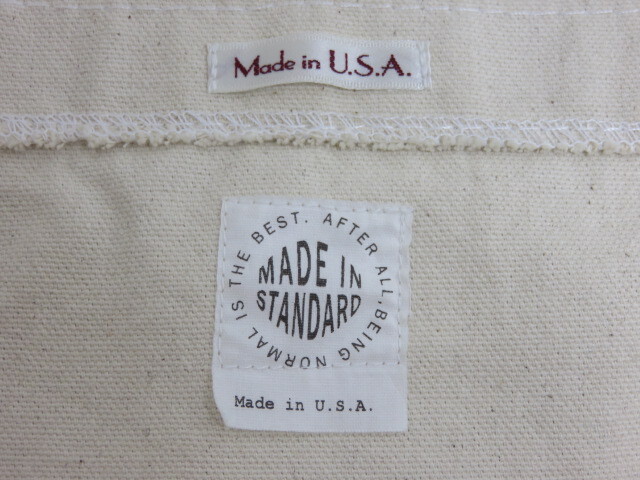 Made in U.S.A.
AFTER ALL, BEING NORMAL IS THE BEST.
MADE IN
STANDARD
Made in U.S.A.